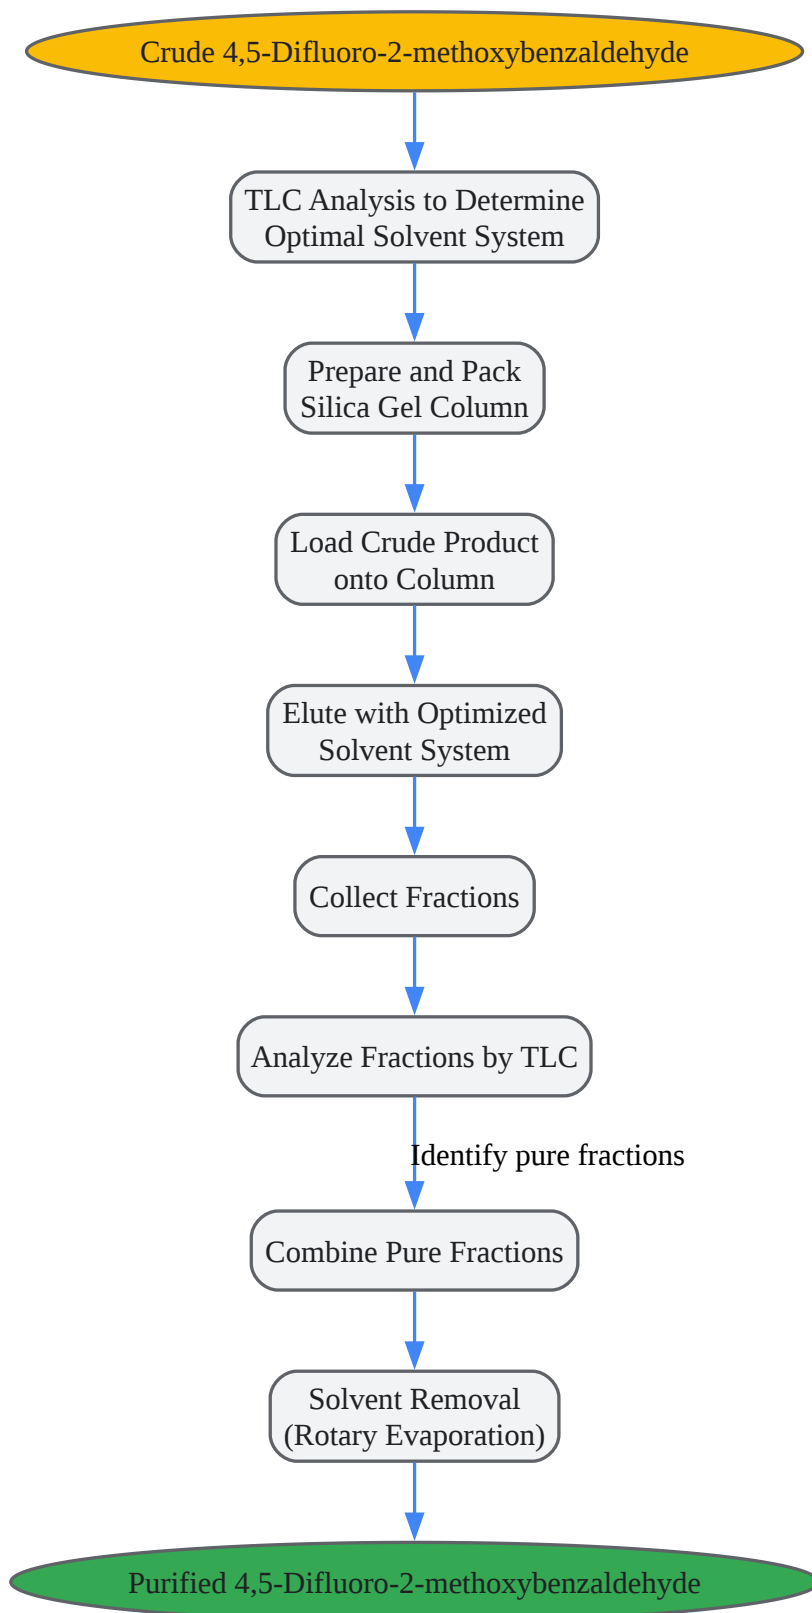 Crude 4,5-Difluoro-2-methoxybenzaldehyde
TLC Analysis to Determine
Optimal Solvent System
Prepare and Pack
Silica Gel Column
Load Crude Product
onto Column
Elute with Optimized
Solvent System
Collect Fractions
Analyze Fractions by TLC
Identify pure fractions
Combine Pure Fractions
Solvent Removal
(Rotary Evaporation)
Purified 4,5-Difluoro-2-methoxybenzaldehyde